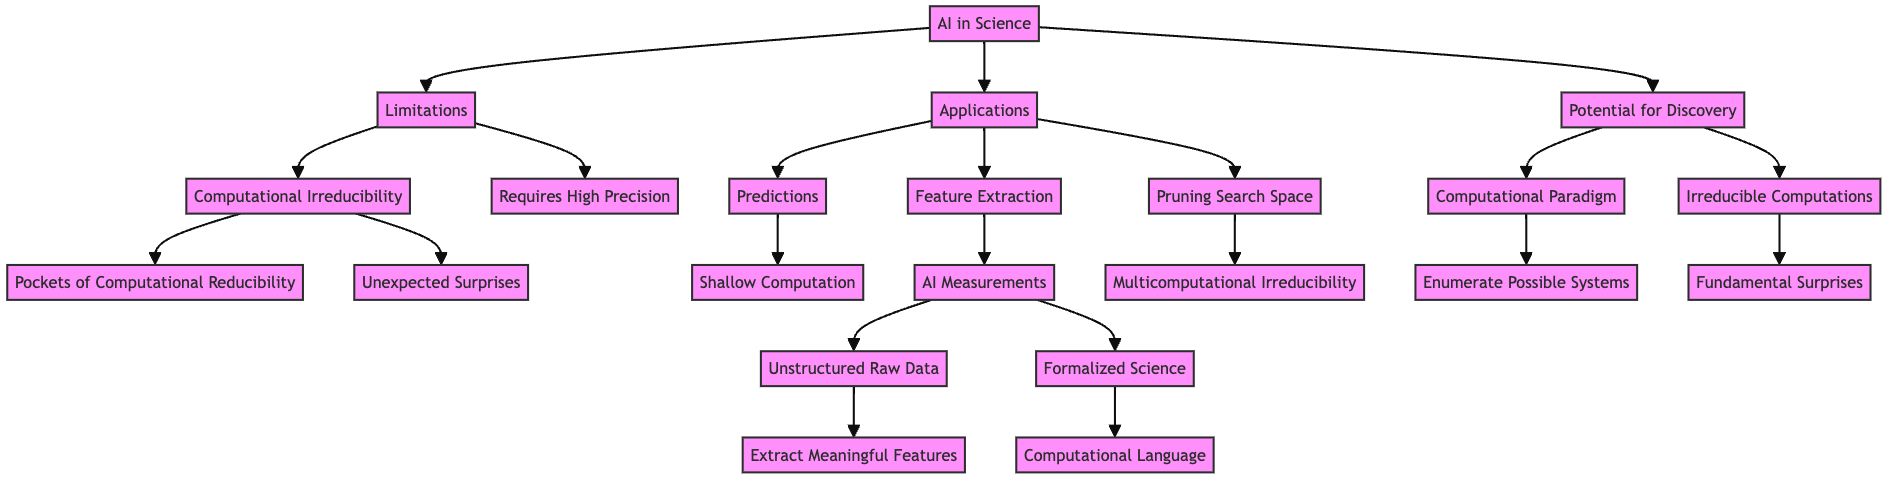 AI in Science
Limitations
Applications
Potential for Discovery
Computational Irreducibility
Requires High Precision
Predictions
Feature Extraction
Pruning Search Space
Computational Paradigm
Irreducible Computations
Pockets of Computational Reducibility
Unexpected Surprises
Shallow Computation
AI Measurements
Multicomputational Irreducibility
Enumerate Possible Systems
Fundamental Surprises
Unstructured Raw Data
Formalized Science
Extract Meaningful Features
Computational Language